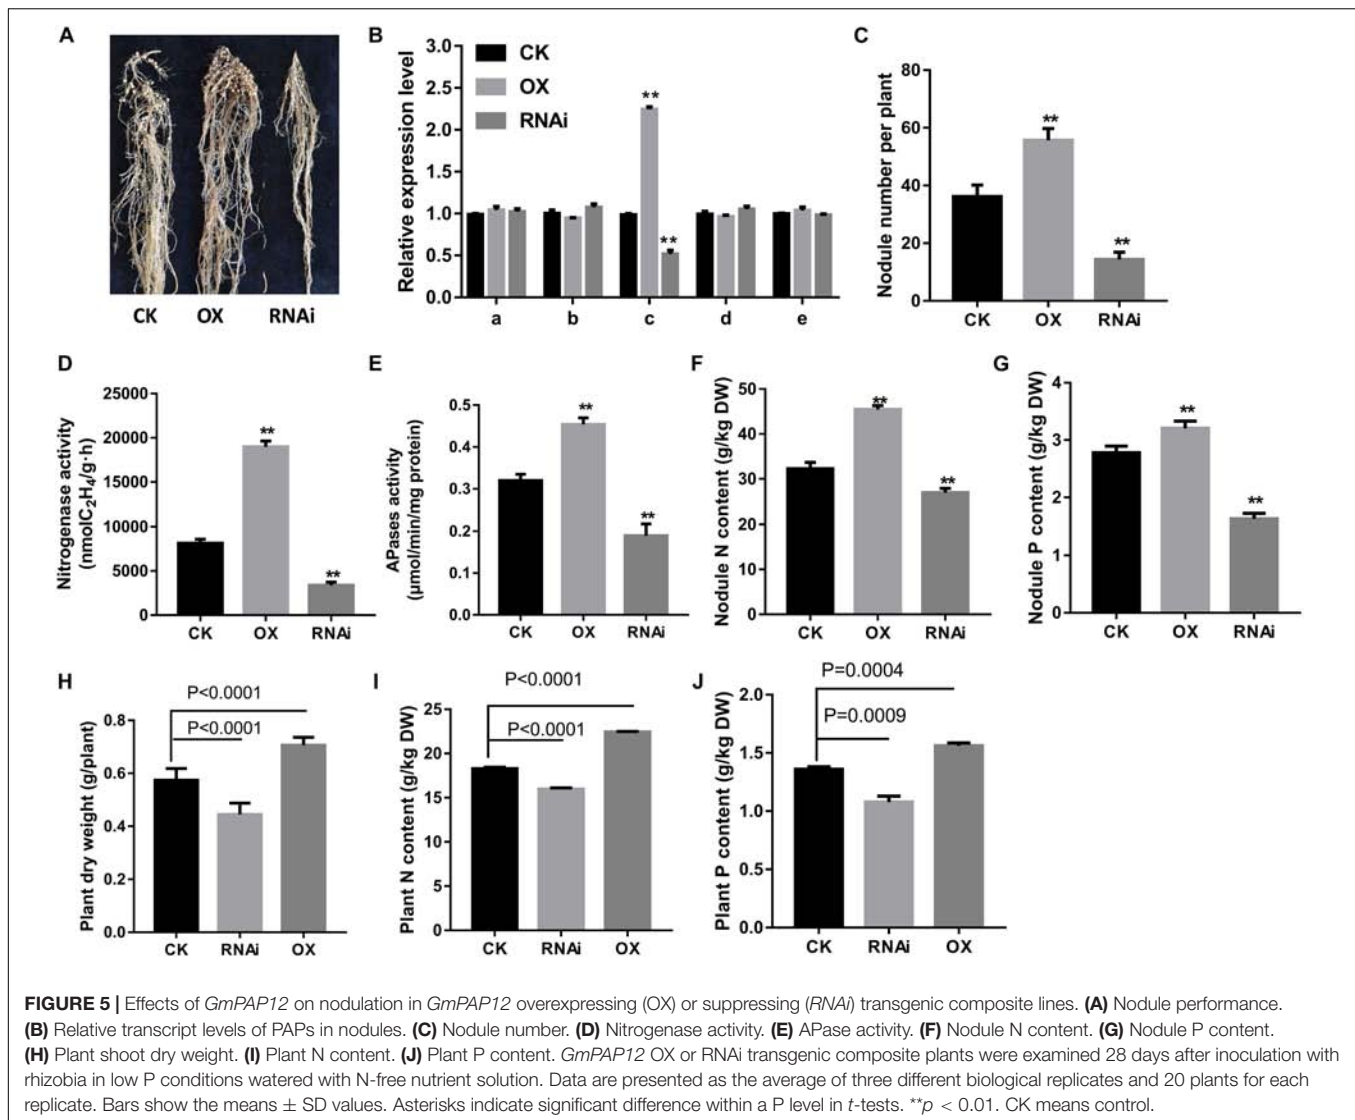 A
CK OX RNAi
B
Relative expression level
3.0
2.5
2.0
1.5
1.0
0.5
0.0
CK
OX
RNAi
**
**
a b c d e
C
Nodule number per plant
80
60
40
20
0
**
**
CK OX RNAi
D
Nitrogenase activity
(nmolC₂H₄/g·h)
25000
20000
15000
10000
5000
0
**
**
CK OX RNAi
E
APases activity
(μmol/min/mg protein)
0.5
0.4
0.3
0.2
0.1
0.0
**
**
CK OX RNAi
F
Nodule N content (g/kg DW)
50
40
30
20
10
0
**
**
CK OX RNAi
G
Nodule P content (g/kg DW)
4
3
2
1
0
**
**
CK OX RNAi
H
Plant dry weight (g/plant)
0.8
0.6
0.4
0.2
0.0
P<0.0001
P<0.0001
CK RNAi OX
I
Plant N content (g/kg DW)
25
20
15
10
5
0
P<0.0001
P<0.0001
CK RNAi OX
J
Plant P content (g/kg DW)
2.0
1.5
1.0
0.5
0.0
P=0.0004
P=0.0009
CK RNAi OX
FIGURE 5 | Effects of GmPAP12 on nodulation in GmPAP12 overexpressing (OX) or suppressing (RNAi) transgenic composite lines. (A) Nodule performance.
(B) Relative transcript levels of PAPs in nodules. (C) Nodule number. (D) Nitrogenase activity. (E) APase activity. (F) Nodule N content. (G) Nodule P content.
(H) Plant shoot dry weight. (I) Plant N content. (J) Plant P content. GmPAP12 OX or RNAi transgenic composite plants were examined 28 days after inoculation with
rhizobia in low P conditions watered with N-free nutrient solution. Data are presented as the average of three different biological replicates and 20 plants for each
replicate. Bars show the means ± SD values. Asterisks indicate significant difference within a P level in t-tests. **p < 0.01. CK means control.